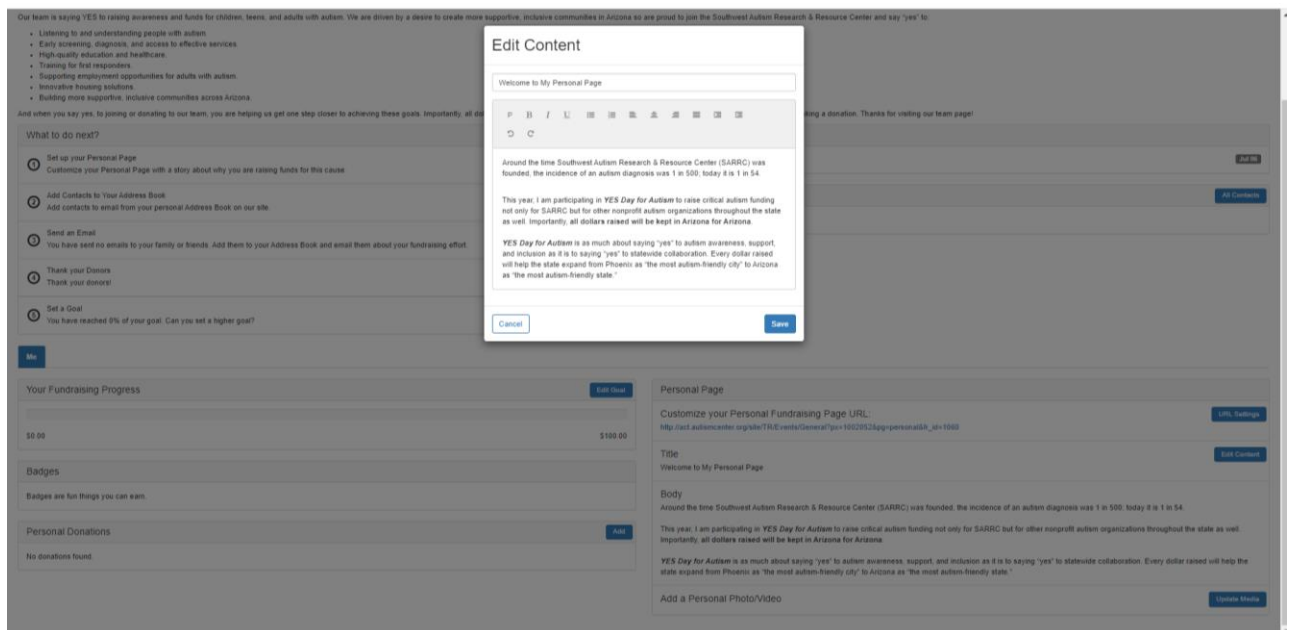 Our team is saying YES to raising awareness and funds for children, teens, and adults with autism. We are driven by a desire to create more supportive, inclusive communities in Arizona so are proud to join the Southwest Autism Research & Resource Center and say "yes" to:
Listening to and understanding people with autism
Early screening, diagnosis, and access to effective services
High-quality education and healthcare.
Training for first responders.
Supporting employment opportunities for adults with autism.
Innovative housing solutions.
Building more supportive, inclusive communities across Arizona
And when you say yes, to joining or donating to our team, you are helping us get one step closer to achieving these goals. Importantly, all
king a donation. Thanks for visiting our team page!
What to do next?
1
Set up your Personal Page
Customize your Personal Page with a story about why you are raising funds for this cause
2
Add Contacts to Your Address Book
Add contacts to email from your personal Address Book on our site.
3
Send an Email
You have sent no emails to your family or friends. Add them to your Address Book and email them about your fundraising effort.
4
Thank your Donors
Thank your donors!
5
Set a Goal
You have reached 0% of your goal. Can you set a higher goal?
All Contacts
Edit Content
Welcome to My Personal Page
P B I U
Around the time Southwest Autism Research & Resource Center (SARRC) was
founded, the incidence of an autism diagnosis was 1 in 500; today it is 1 in 54.
This year, I am participating in YES Day for Autism to raise critical autism funding
not only for SARRC but for other nonprofit autism organizations throughout the state
as well. Importantly, all dollars raised will be kept in Arizona for Arizona.
YES Day for Autism is as much about saying "yes" to autism awareness, support,
and inclusion as it is to saying "yes" to statewide collaboration. Every dollar raised
will help the state expand from Phoenix as "the most autism-friendly city" to Arizona
as "the most autism-friendly state."
Cancel
Save
Me
Your Fundraising Progress
Edit Goal
$0.00
$100.00
Badges
Badges are fun things you can earn.
Personal Donations
Add
No donations found.
Personal Page
Customize your Personal Fundraising Page URL:
URL Settings
Title
Edit Content
Welcome to My Personal Page
Body
Around the time Southwest Autism Research & Resource Center (SARRC) was founded, the incidence of an autism diagnosis was 1 in 500; today it is 1 in 54.
This year, I am participating in YES Day for Autism to raise critical autism funding not only for SARRC but for other nonprofit autism organizations throughout the state as well.
Importantly, all dollars raised will be kept in Arizona for Arizona.
YES Day for Autism is as much about saying "yes" to autism awareness, support, and inclusion as it is to saying "yes" to statewide collaboration. Every dollar raised will help the
state expand from Phoenix as "the most autism-friendly city" to Arizona as "the most autism-friendly state."
Add a Personal Photo/Video
Update Media